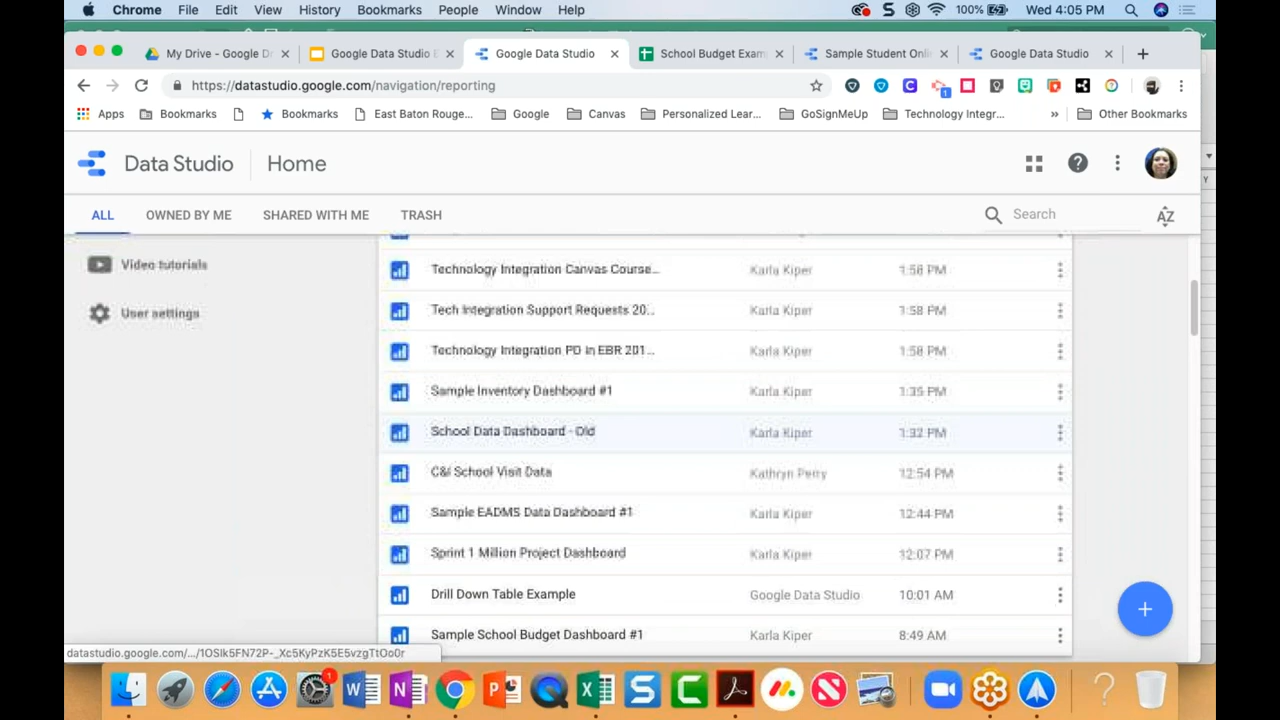 Chrome File Edit View History Bookmarks People Window Help 100% Wed 4:05 PM
My Drive - Google Dr Google Data Studio E Google Data Studio School Budget Examp Sample Student Onli Google Data Studio
https://datastudio.google.com/navigation/reporting
Apps Bookmarks Bookmarks East Baton Rouge... Google Canvas Personalized Lear... GoSignMeUp Technology Integr... » Other Bookmarks
Data Studio Home
ALL OWNED BY ME SHARED WITH ME TRASH Search AZ
Video tutorials
User settings
Technology Integration Canvas Course... Karla Kiper 1:58 PM
Tech Integration Support Requests 20... Karla Kiper 1:58 PM
Technology Integration PD in EBR 201... Karla Kiper 1:58 PM
Sample Inventory Dashboard #1 Karla Kiper 1:35 PM
School Data Dashboard - Old Karla Kiper 1:32 PM
C&I School Visit Data Kathryn Perry 12:54 PM
Sample EADMS Data Dashboard #1 Karla Kiper 12:44 PM
Sprint 1 Million Project Dashboard Karla Kiper 12:07 PM
Drill Down Table Example Google Data Studio 10:01 AM
Sample School Budget Dashboard #1 Karla Kiper 8:49 AM